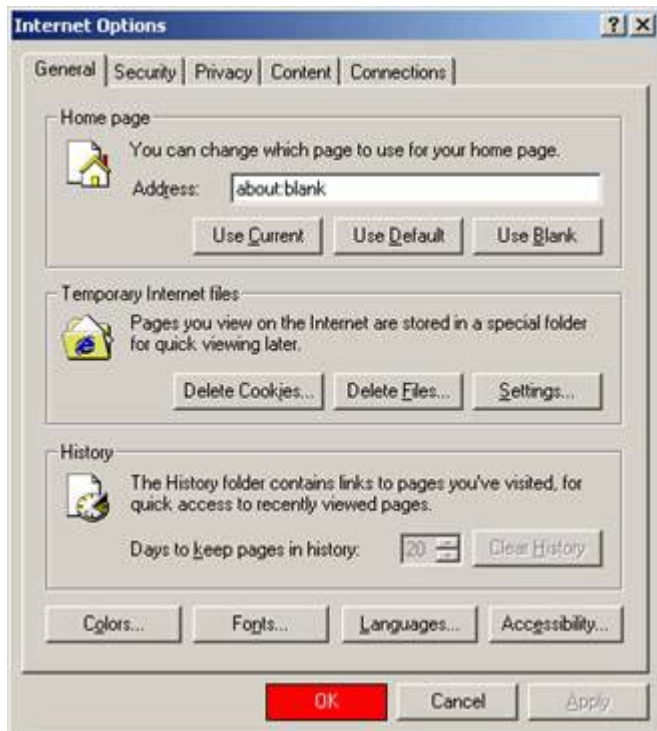 Internet Options
General Security Privacy Content Connections
Home page
You can change which page to use for your home page.
Address: about:blank
Use Current Use Default Use Blank
Temporary Internet files
Pages you view on the Internet are stored in a special folder
for quick viewing later.
Delete Cookies... Delete Files... Settings...
History
The History folder contains links to pages you've visited, for
quick access to recently viewed pages.
Days to keep pages in history: 20 Clear History
Colors... Fonts... Languages... Accessibility...
OK Cancel Apply